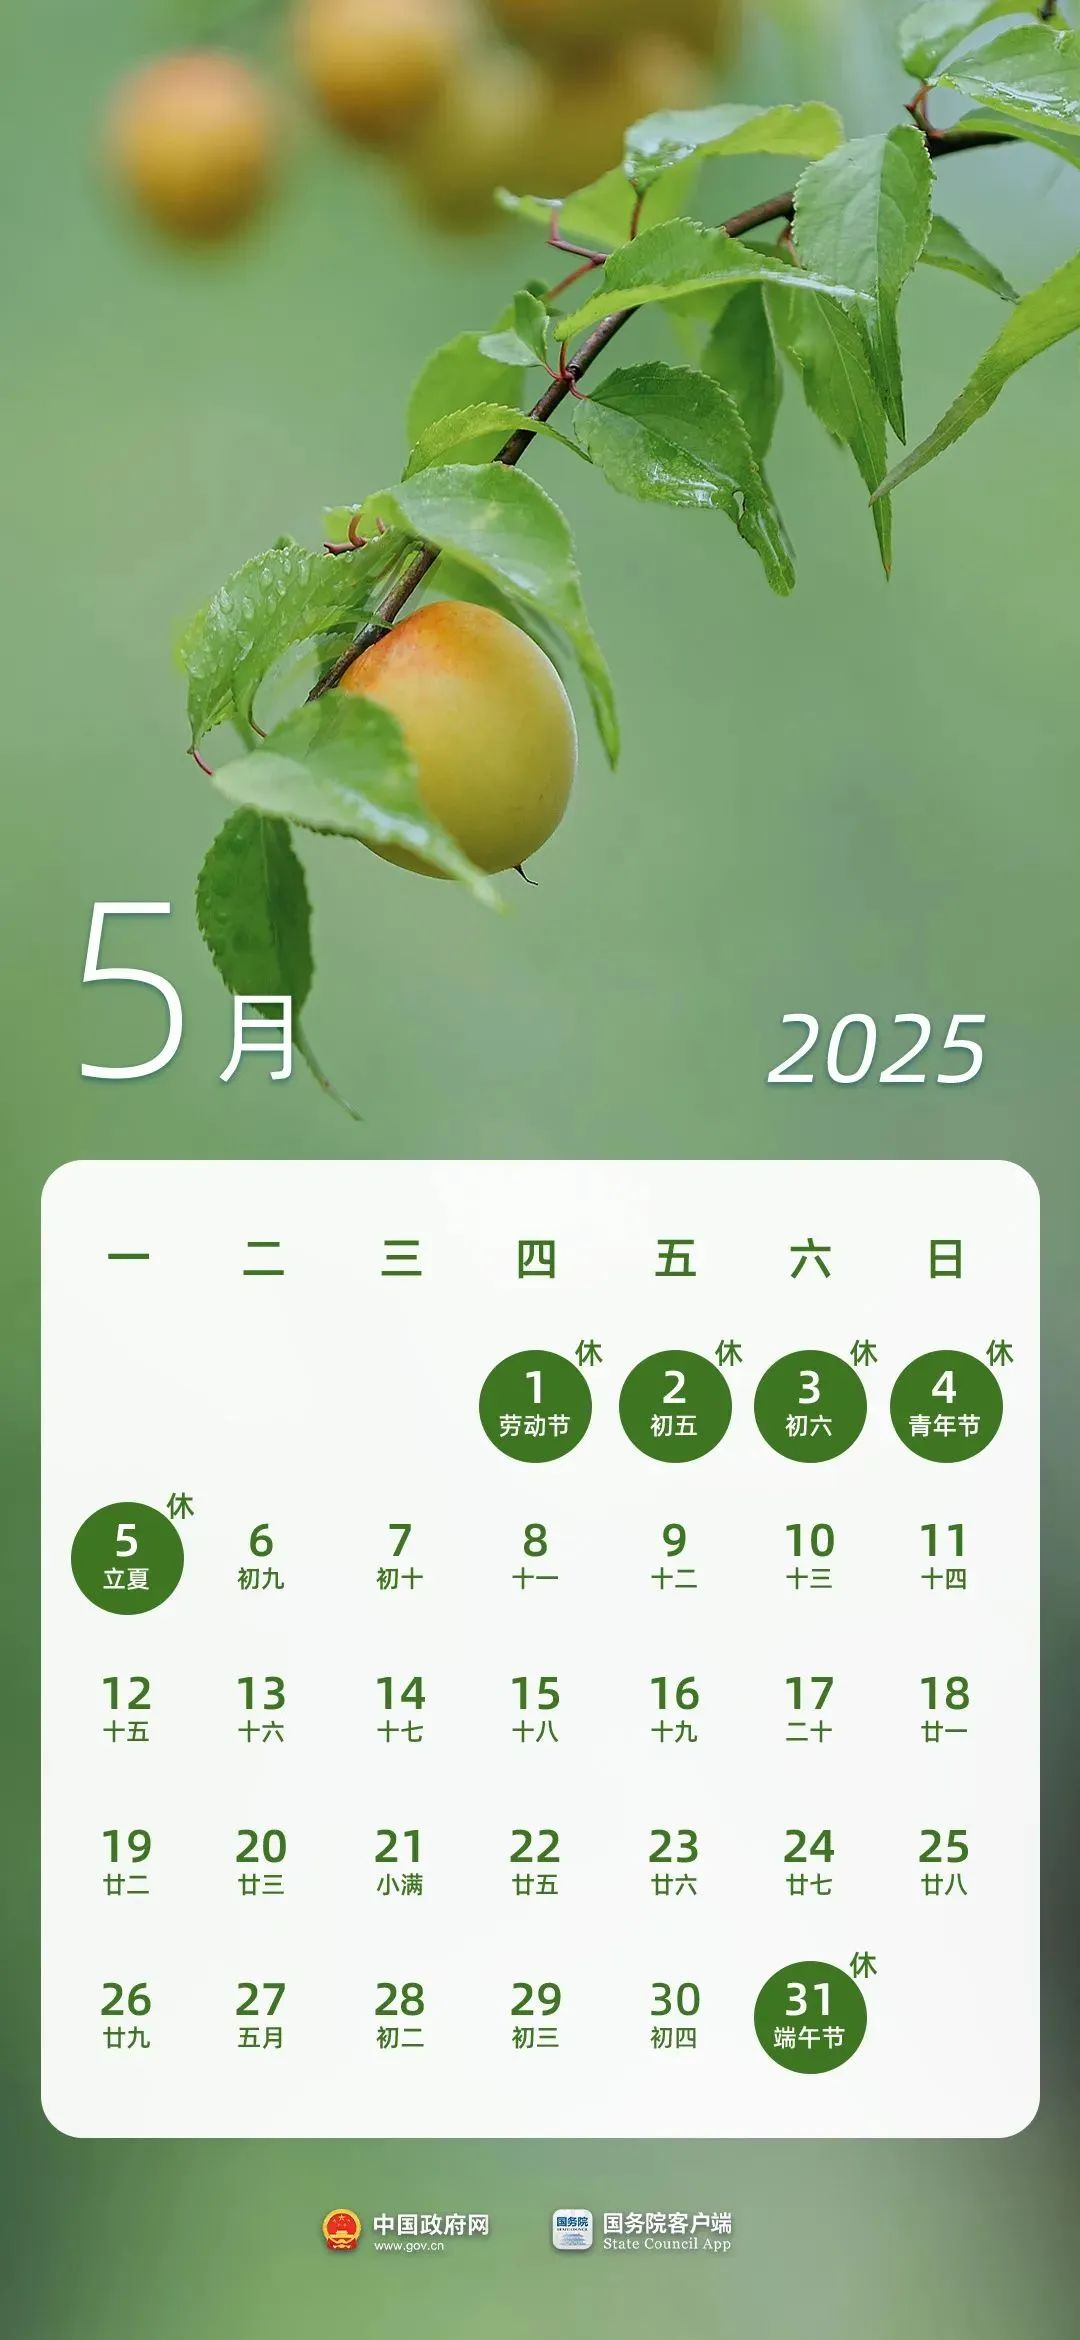 5月
2025
一 二 三 四 五 六 日
休 休 休 休
1 2 3 4
劳动节 初五 初六 青年节
休
5 6 7 8 9 10 11
立夏 初九 初十 十一 十二 十三 十四
12 13 14 15 16 17 18
十五 十六 十七 十八 十九 二十 廿一
19 20 21 22 23 24 25
廿二 廿三 小满 廿五 廿六 廿七 廿八
休
26 27 28 29 30 31
廿九 五月 初二 初三 初四 端午节
中国政府网 国务院 国务院客户端
www.gov.cn State Council App